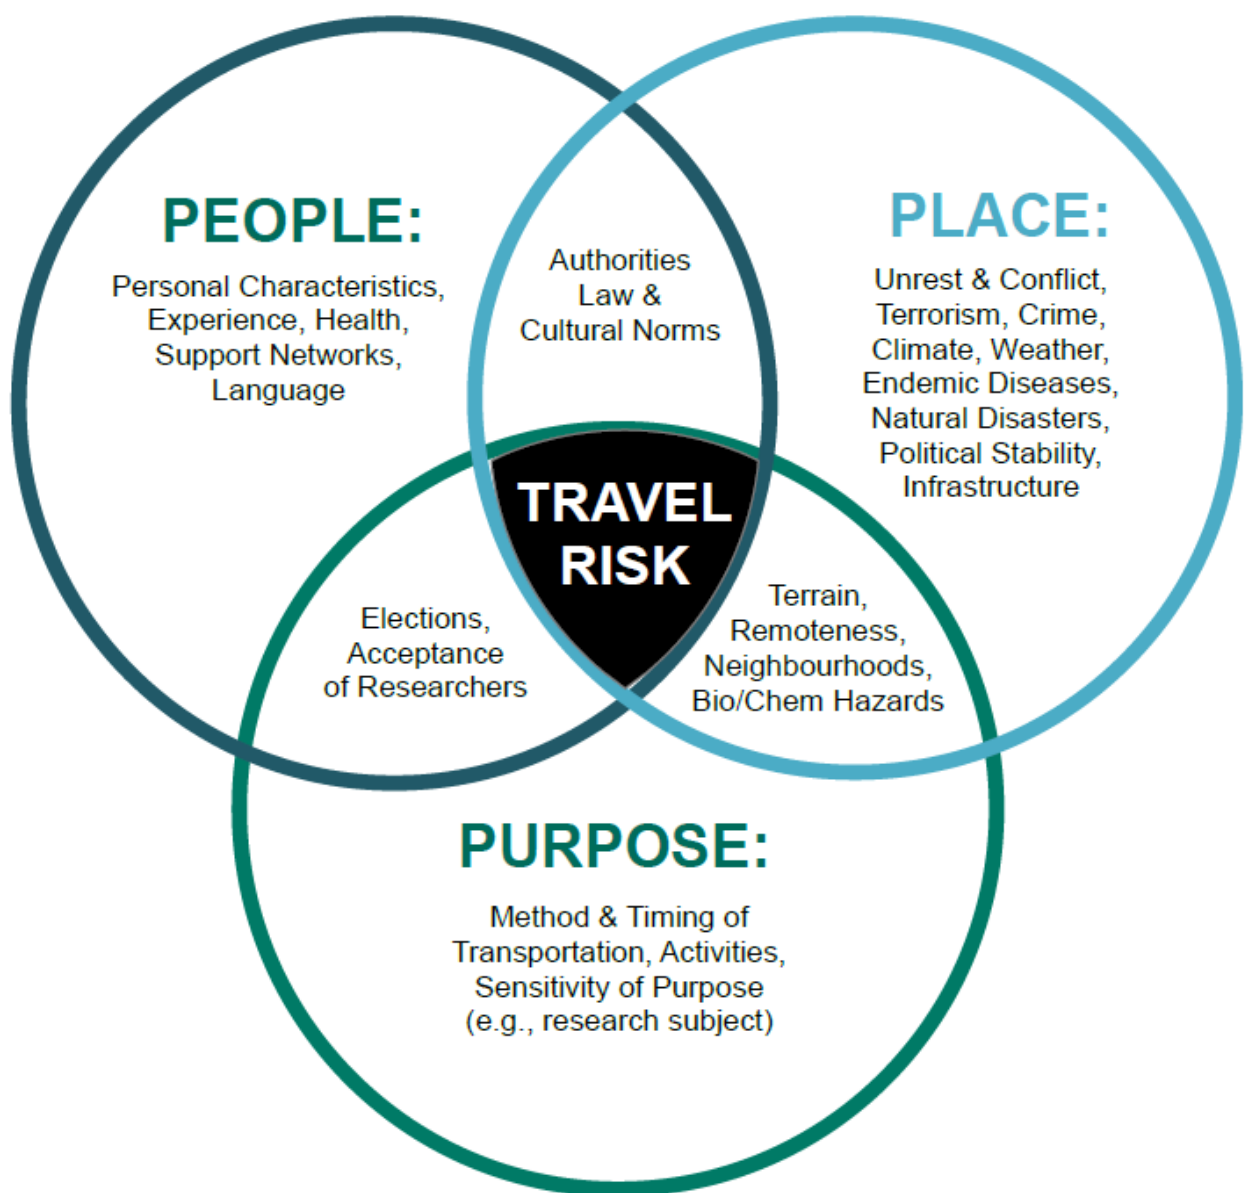 PEOPLE:
Personal Characteristics,
Experience, Health,
Support Networks,
Language
Authorities
Law &
Cultural Norms
PLACE:
Unrest & Conflict,
Terrorism, Crime,
Climate, Weather,
Endemic Diseases,
Natural Disasters,
Political Stability,
Infrastructure
TRAVEL
RISK
Elections,
Acceptance
of Researchers
Terrain,
Remoteness,
Neighbourhoods,
Bio/Chem Hazards
PURPOSE:
Method & Timing of
Transportation, Activities,
Sensitivity of Purpose
(e.g., research subject)